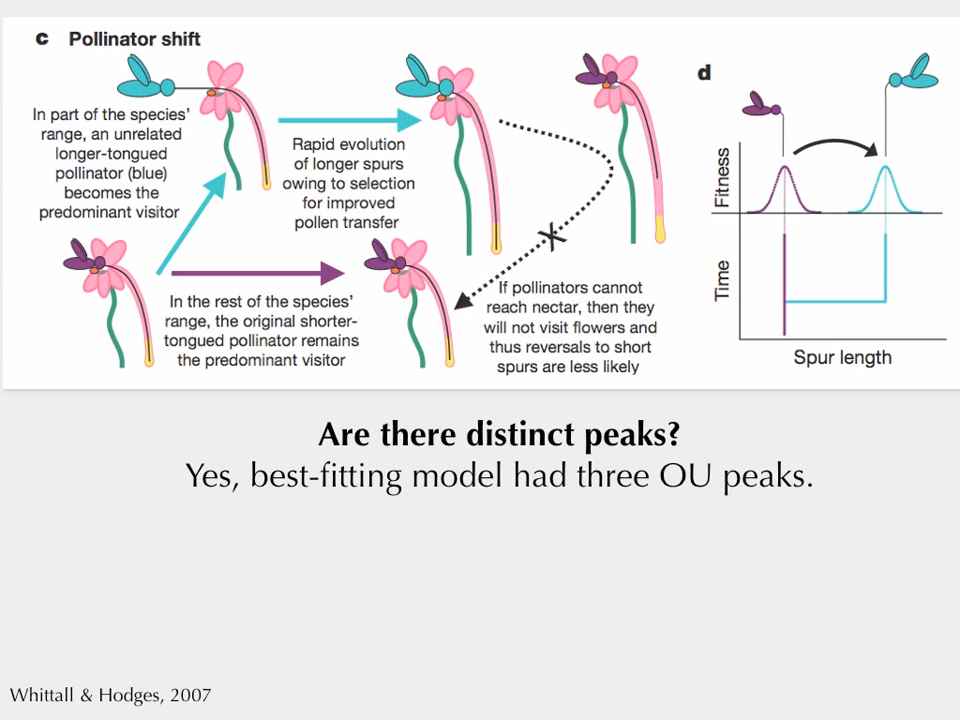 c Pollinator shift
In part of the species'
range, an unrelated
longer-tongued
pollinator (blue)
becomes the
predominant visitor
Rapid evolution
of longer spurs
owing to selection
for improved
pollen transfer
In the rest of the species'
range, the original shorter-
tongued pollinator remains
the predominant visitor
X
If pollinators cannot
reach nectar, then they
will not visit flowers and
thus reversals to short
spurs are less likely
d
Fitness
Time
Spur length
Are there distinct peaks?
Yes, best-fitting model had three OU peaks.
Whittall & Hodges, 2007